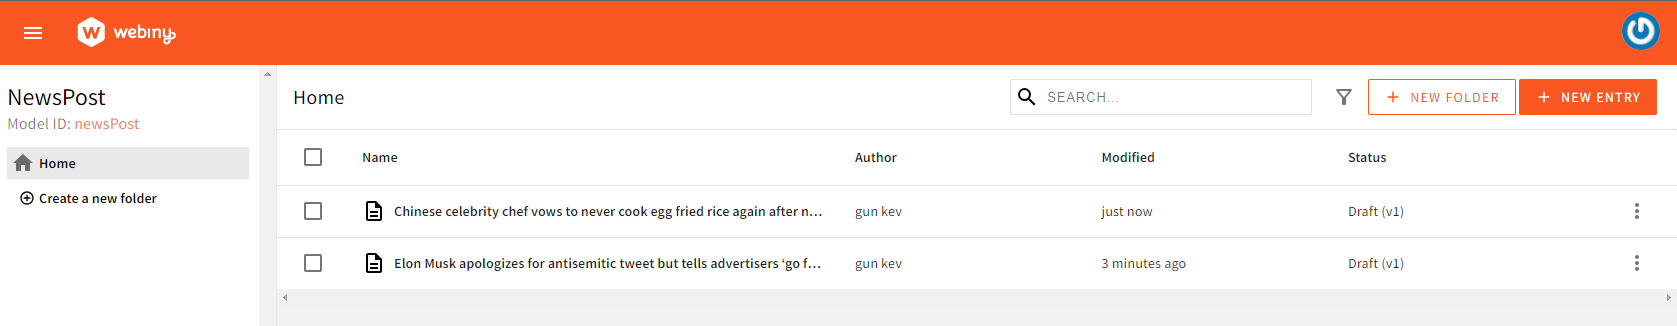 webiny
NewsPost
Model ID: newsPost
Home
Create a new folder
Home
SEARCH...
+ NEW FOLDER
+ NEW ENTRY
Name Author Modified Status
Chinese celebrity chef vows to never cook egg fried rice again after n... gun kev just now Draft (v1)
Elon Musk apologizes for antisemitic tweet but tells advertisers ‘go f... gun kev 3 minutes ago Draft (v1)